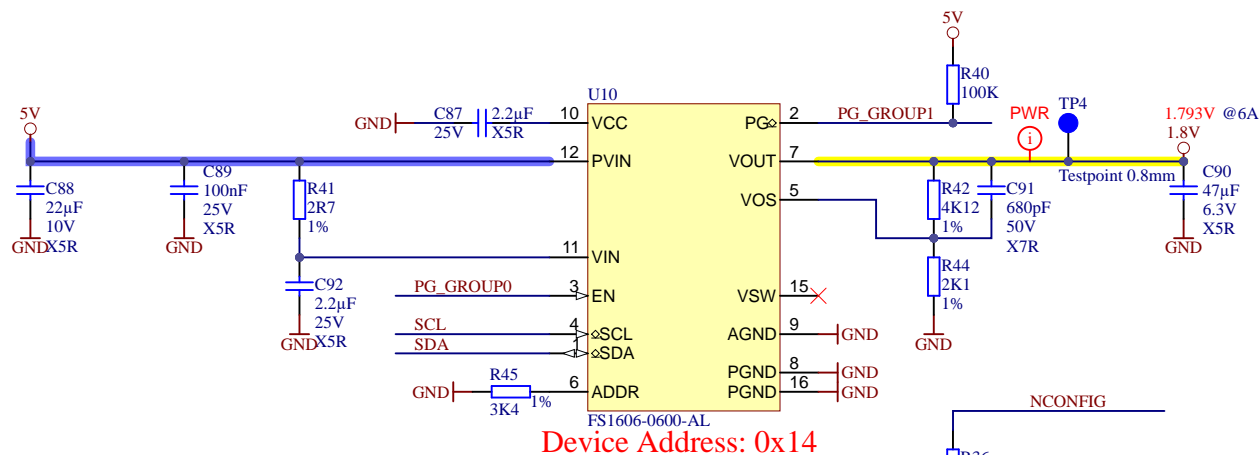 5V
U10
R40
100K
TP4
PWR
i
1.793V @6A
1.8V
5V
C87
25V
2.2µF
X5R
GND
10
VCC
PG
2
PG_GROUP1
12
PVIN
VOUT
7
Testpoint 0.8mm
C88
22µF
10V
X5R
GND
C89
100nF
25V
X5R
GND
R41
2R7
1%
VOS
5
R42
4K12
1%
C91
680pF
50V
X7R
C90
47µF
6.3V
X5R
GND
11
VIN
R44
2K1
1%
GND
C92
2.2µF
25V
X5R
GND
PG_GROUP0
3
EN
VSW
15
SCL
4
SCL
AGND
9
GND
SDA
1
SDA
PGND
8
GND
R45
3K4
1%
GND
6
ADDR
PGND
16
GND
FS1606-0600-AL
Device Address: 0x14
NCONFIG